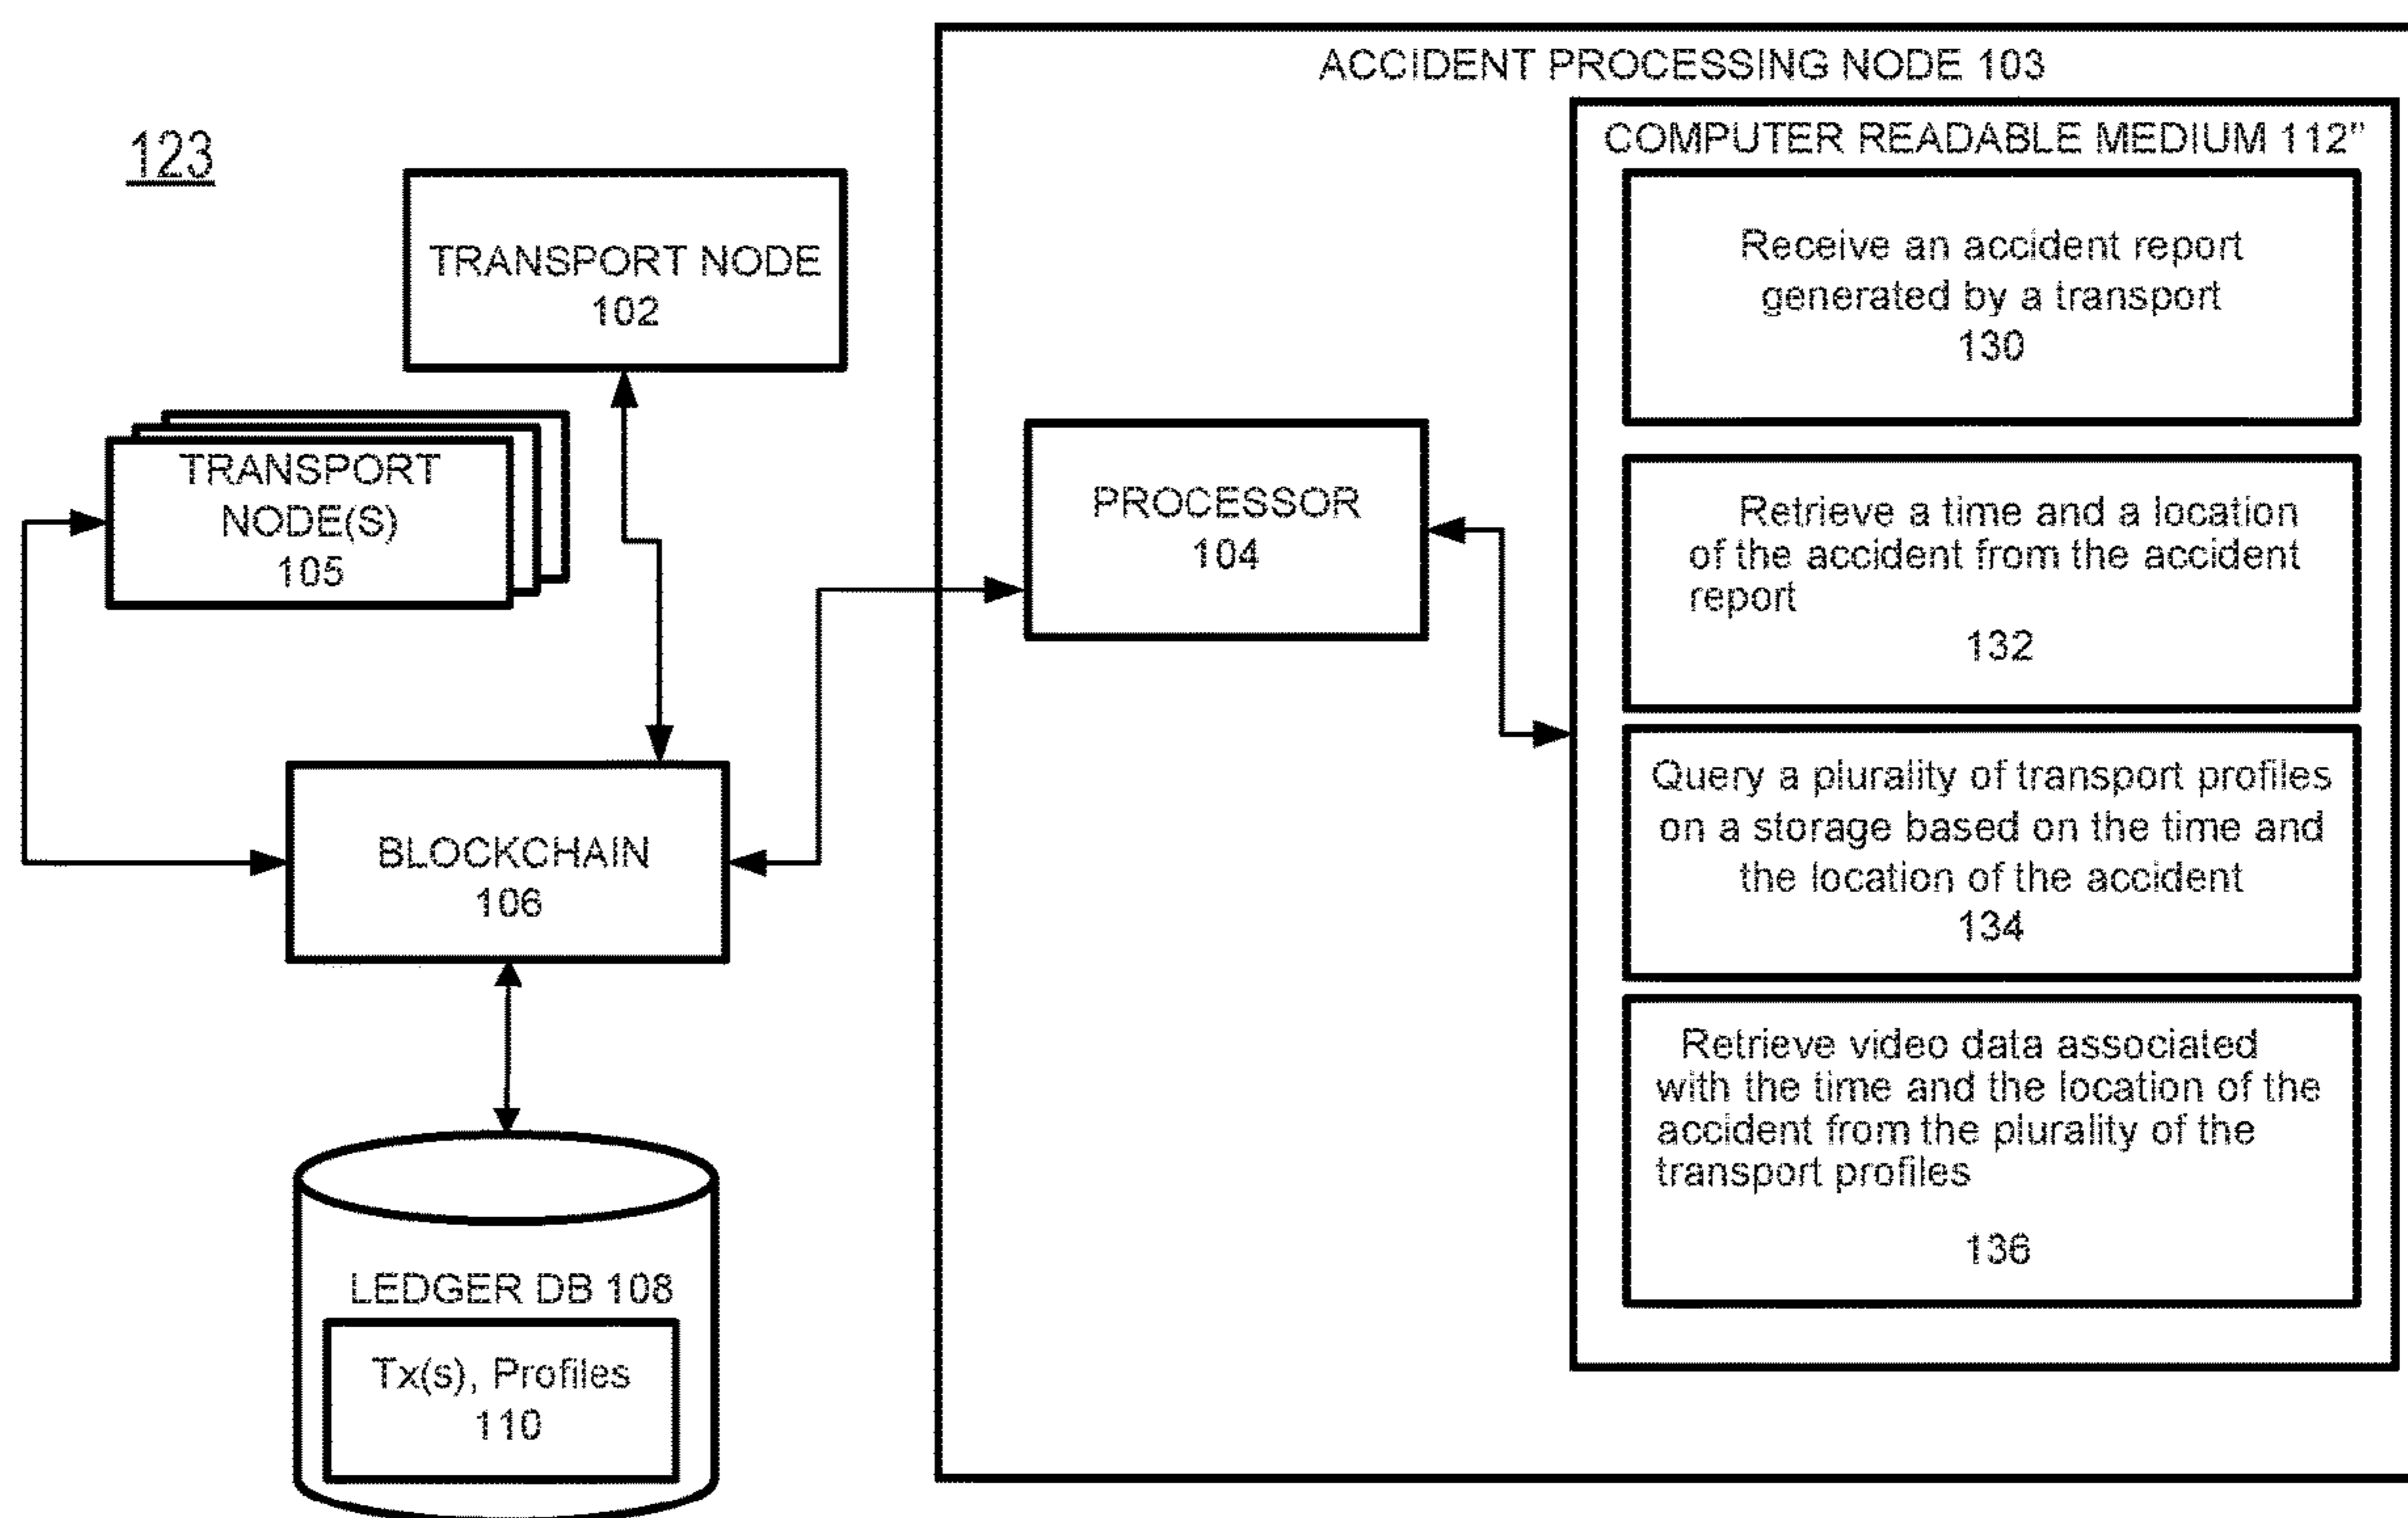 123
TRANSPORT NODE
102
TRANSPORT
NODE(S)
105
BLOCKCHAIN
106
LEDGER DB 108
Tx(s), Profiles
110
ACCIDENT PROCESSING NODE 103
PROCESSOR
104
COMPUTER READABLE MEDIUM 112"
Receive an accident report
generated by a transport
130
Retrieve a time and a location
of the accident from the accident
report
132
Query a plurality of transport profiles
on a storage based on the time and
the location of the accident
134
Retrieve video data associated
with the time and the location of the
accident from the plurality of the
transport profiles
136